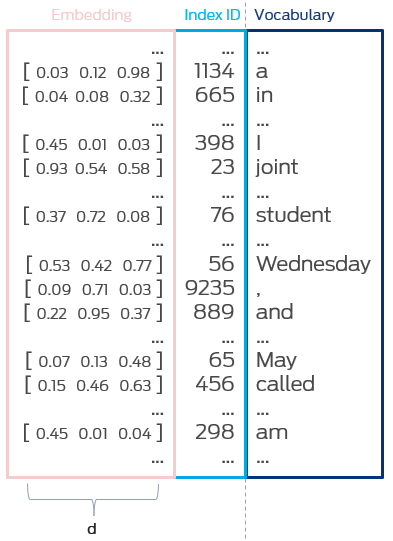 Embedding Index ID Vocabulary
... ... ...
[ 0.03 0.12 0.98 ] 1134 a
[ 0.04 0.08 0.32 ] 665 in
... ... ...
[ 0.45 0.01 0.03 ] 398 I
[ 0.93 0.54 0.58 ] 23 joint
... ... ...
[ 0.37 0.72 0.08 ] 76 student
... ... ...
[ 0.53 0.42 0.77 ] 56 Wednesday
[ 0.09 0.71 0.03 ] 9235 ,
[ 0.22 0.95 0.37 ] 889 and
... ... ...
[ 0.07 0.13 0.48 ] 65 May
[ 0.15 0.46 0.63 ] 456 called
... ... ...
[ 0.45 0.01 0.04 ] 298 am
... ... ...
d